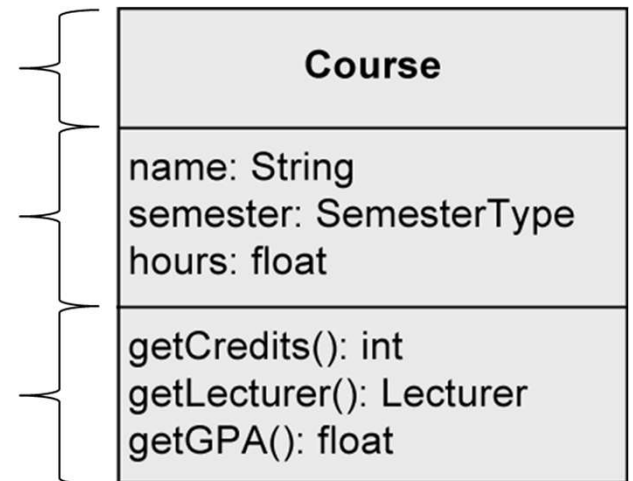 Course
name: String
semester: SemesterType
hours: float
getCredits(): int
getLecturer(): Lecturer
getGPA(): float